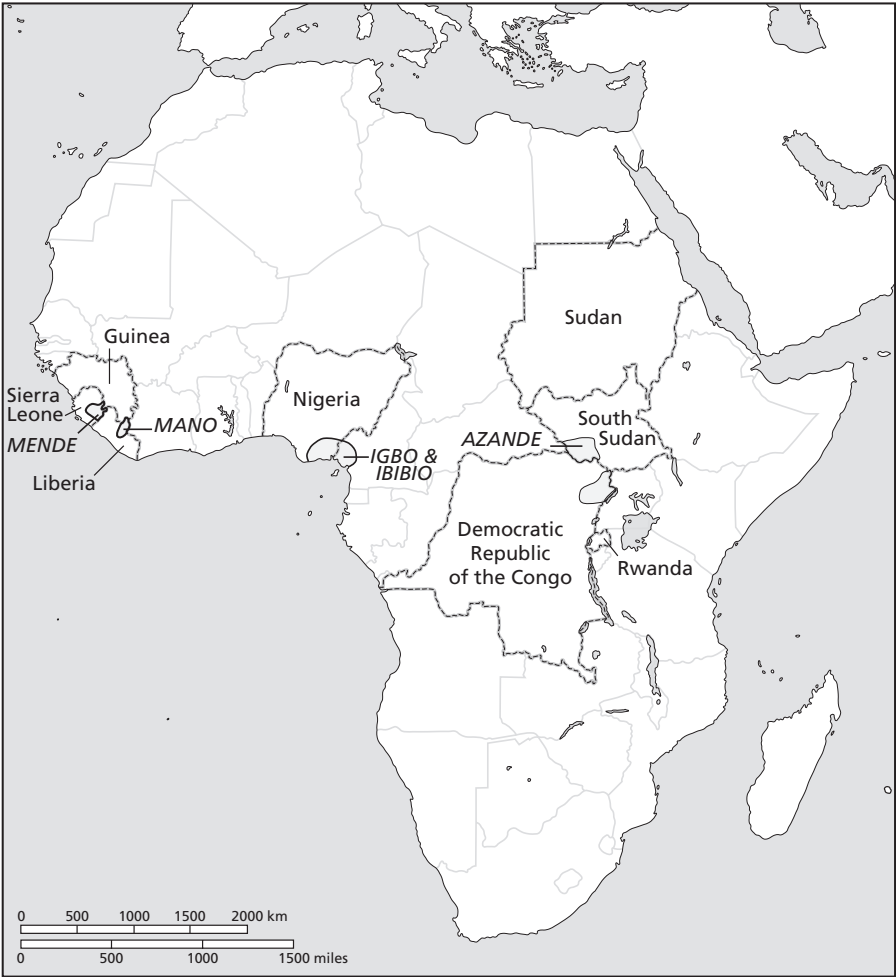 Guinea
Sudan
Sierra
Leone
MENDE
MANO
Liberia
Nigeria
IGBO &
IBIBIO
AZANDE
South
Sudan
Democratic
Republic
of the Congo
Rwanda
0 500 1000 1500 2000 km
0 500 1000 1500 miles